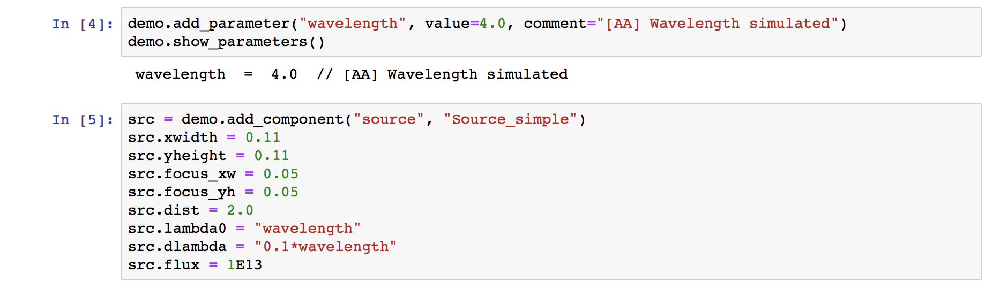 In [4]: demo.add_parameter("wavelength", value=4.0, comment="[AA] Wavelength simulated")
demo.show_parameters()
wavelength  =  4.0  // [AA] Wavelength simulated
In [5]: src = demo.add_component("source", "Source_simple")
src.xwidth = 0.11
src.yheight = 0.11
src.focus_xw = 0.05
src.focus_yh = 0.05
src.dist = 2.0
src.lambda0 = "wavelength"
src.dlambda = "0.1*wavelength"
src.flux = 1E13